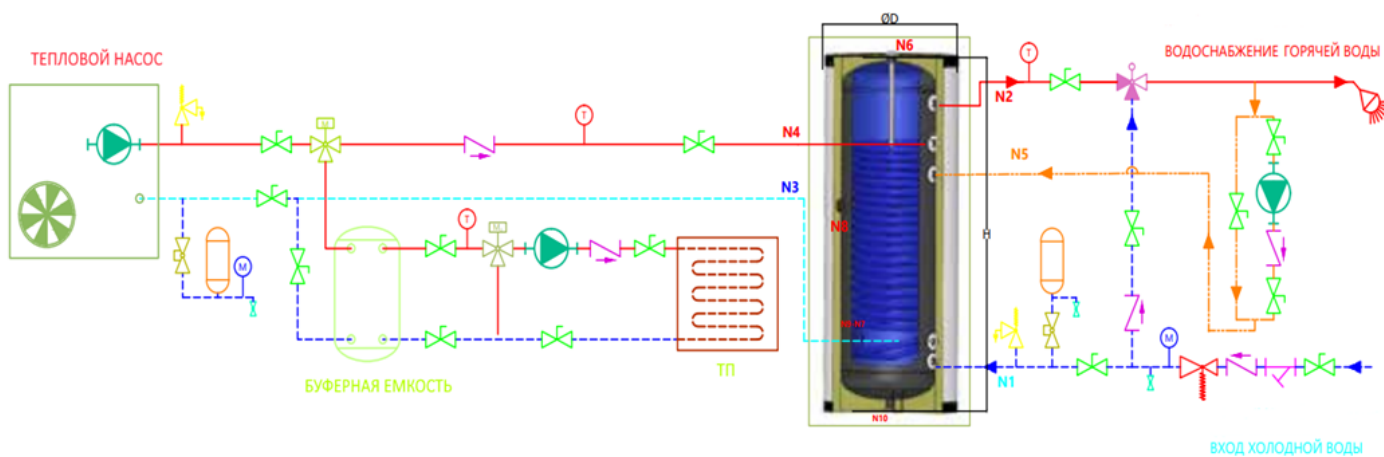 ØD
ТЕПЛОВОЙ НАСОС
N6
ВОДОСНАБЖЕНИЕ ГОРЯЧЕЙ ВОДЫ
T
N2
M
T
N4
N5
N3
T
M
N8
H
M
M
ТП
БУФЕРНАЯ ЕМКОСТЬ
N1
N10
ВХОД ХОЛОДНОЙ ВОДЫ